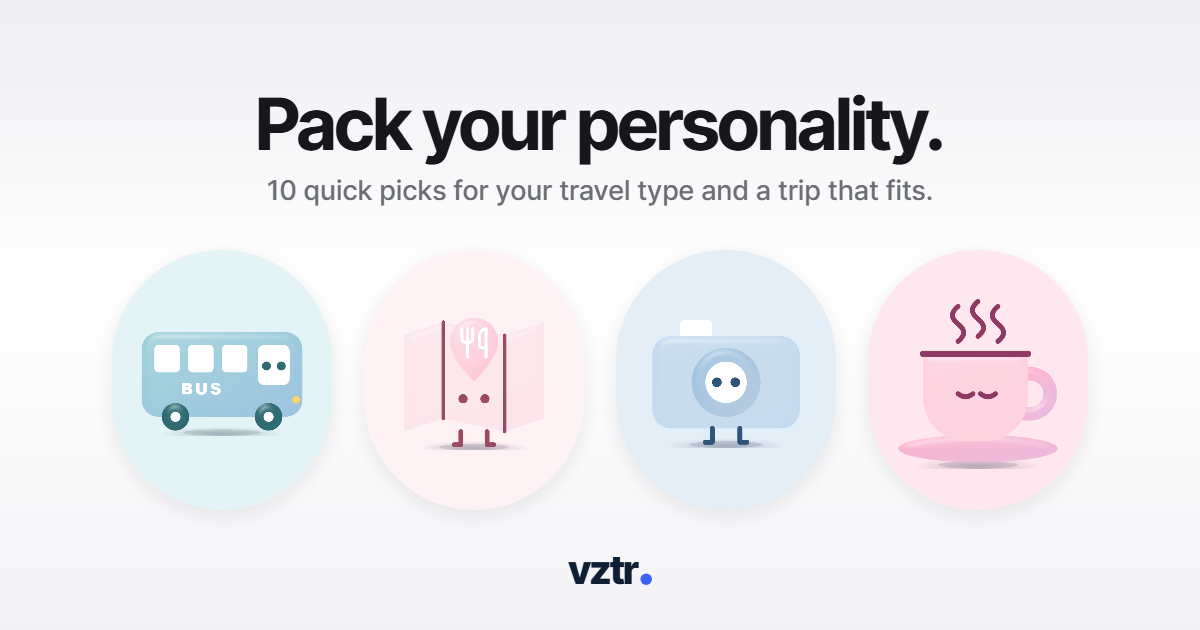 Pack your personality.
10 quick picks for your travel type and a trip that fits.
BUS
vztr.